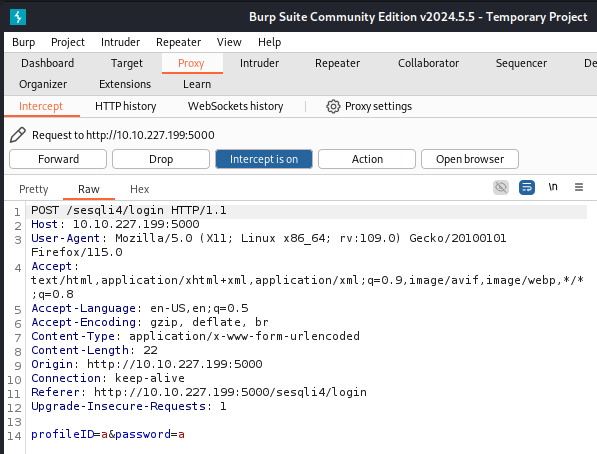 Burp Suite Community Edition v2024.5.5 - Temporary Project
Burp Project Intruder Repeater View Help
Dashboard Target Proxy Intruder Repeater Collaborator Sequencer De
Organizer Extensions Learn
Intercept HTTP history WebSockets history Proxy settings
Request to http://10.10.227.199:5000
Forward Drop Intercept is on Action Open browser
Pretty Raw Hex \n
1 POST /sesqli4/login HTTP/1.1
2 Host: 10.10.227.199:5000
3 User-Agent: Mozilla/5.0 (X11; Linux x86_64; rv:109.0) Gecko/20100101
Firefox/115.0
4 Accept:
text/html,application/xhtml+xml,application/xml;q=0.9,image/avif,image/webp,*/*
;q=0.8
5 Accept-Language: en-US,en;q=0.5
6 Accept-Encoding: gzip, deflate, br
7 Content-Type: application/x-www-form-urlencoded
8 Content-Length: 22
9 Origin: http://10.10.227.199:5000
10 Connection: keep-alive
11 Referer: http://10.10.227.199:5000/sesqli4/login
12 Upgrade-Insecure-Requests: 1
13
14 profileID=a&password=a